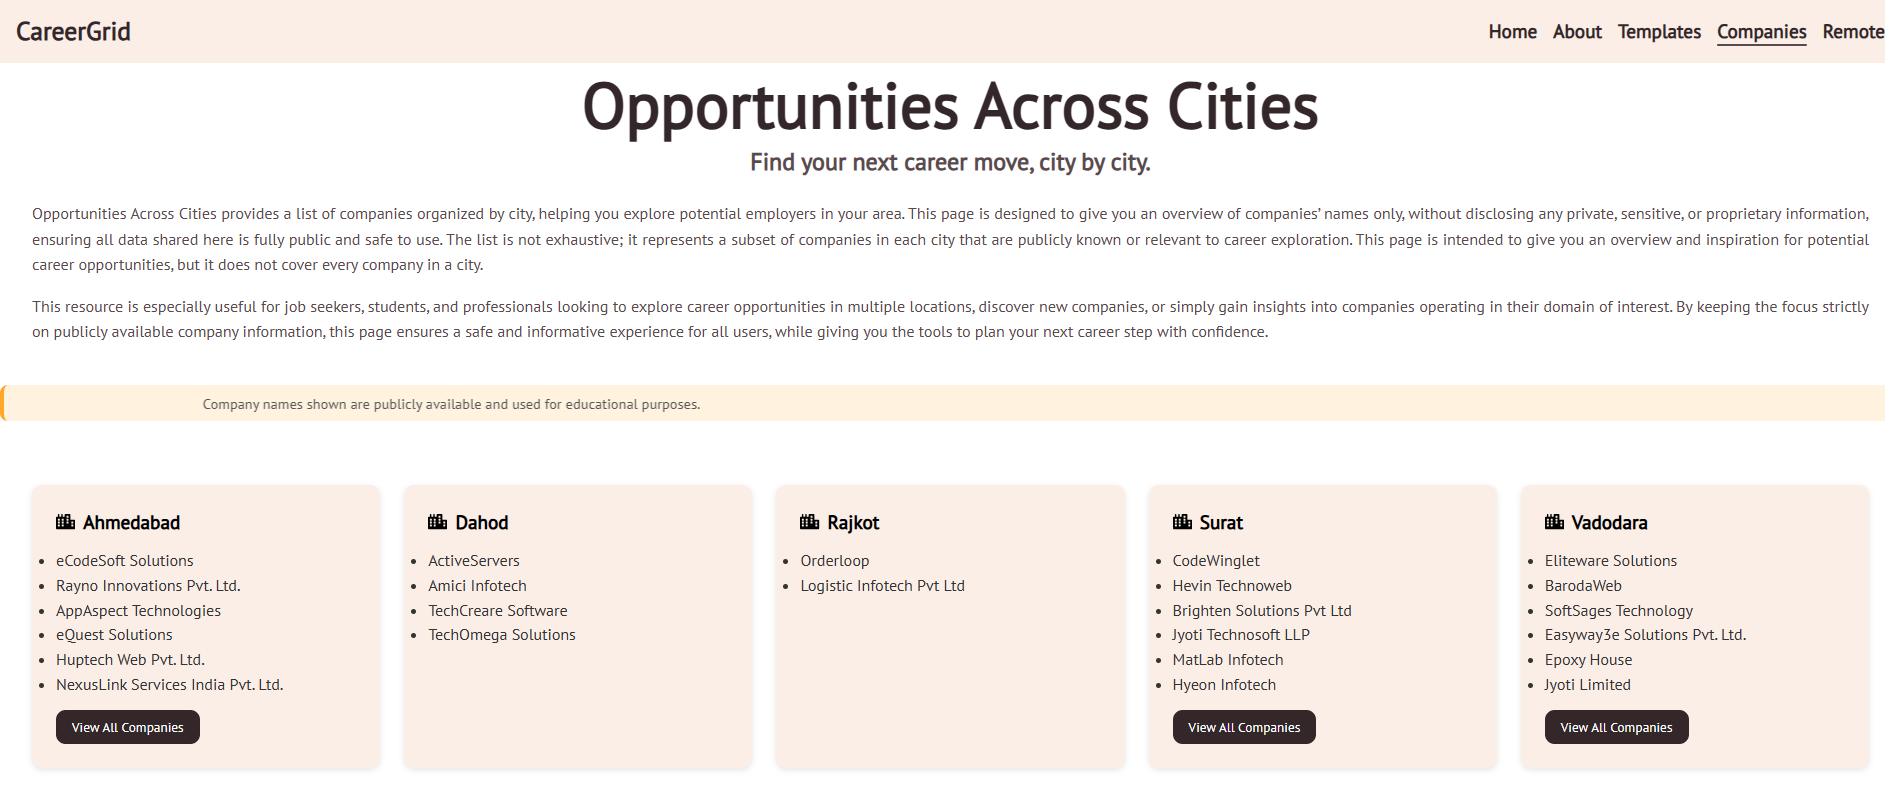 CareerGrid
Home About Templates Companies Remote
Opportunities Across Cities
Find your next career move, city by city.
Opportunities Across Cities provides a list of companies organized by city, helping you explore potential employers in your area. This page is designed to give you an overview of companies’ names only, without disclosing any private, sensitive, or proprietary information,
ensuring all data shared here is fully public and safe to use. The list is not exhaustive; it represents a subset of companies in each city that are publicly known or relevant to career exploration. This page is intended to give you an overview and inspiration for potential
career opportunities, but it does not cover every company in a city.
This resource is especially useful for job seekers, students, and professionals looking to explore career opportunities in multiple locations, discover new companies, or simply gain insights into companies operating in their domain of interest. By keeping the focus strictly
on publicly available company information, this page ensures a safe and informative experience for all users, while giving you the tools to plan your next career step with confidence.
Company names shown are publicly available and used for educational purposes.
Ahmedabad
• eCodeSoft Solutions
• Rayno Innovations Pvt. Ltd.
• AppAspect Technologies
• eQuest Solutions
• Huptech Web Pvt. Ltd.
• NexusLink Services India Pvt. Ltd.
View All Companies
Dahod
• ActiveServers
• Amici Infotech
• TechCreare Software
• TechOmega Solutions
Rajkot
• Orderloop
• Logistic Infotech Pvt Ltd
Surat
• CodeWinglet
• Hevin Technoweb
• Brighten Solutions Pvt Ltd
• Jyoti Technosoft LLP
• MatLab Infotech
• Hyeon Infotech
View All Companies
Vadodara
• Eliteware Solutions
• BarodaWeb
• SoftSages Technology
• Easyway3e Solutions Pvt. Ltd.
• Epoxy House
• Jyoti Limited
View All Companies